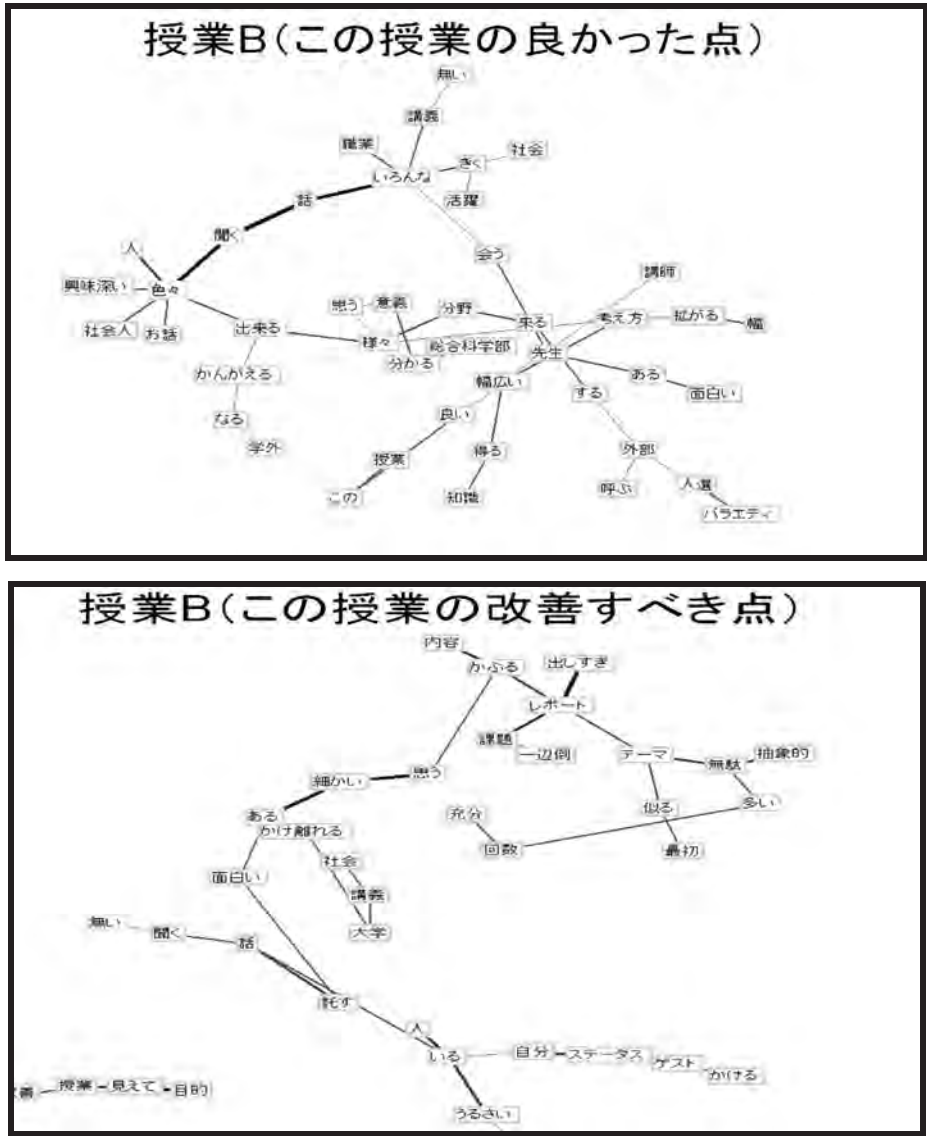 授業B(この授業の良かった点)
無い
講義
職業
社会
きく
いろんな
活躍
話
聞く
人
会う
講師
興味深い
色々
思う
意義
分野
考え方
拡がる
幅
社会人
お話
出来る
来る
様々
総合科学部
先生
分かる
かんがえる
幅広い
ある
面白い
する
なる
良い
学外
得る
外部
授業
この
知識
呼ぶ
人選
バラエティ
授業B(この授業の改善すべき点)
内容
かぶる
出しすぎ
レポート
課題
一辺倒
テーマ
無駄
抽象的
思う
細かい
多い
ある
充分
似る
かけ離れる
回数
最初
社会
面白い
講義
無い
聞く
大学
話
託す
人
いる
自分
ステータス
ゲスト
かける
授業
見えて
目的
うるさい